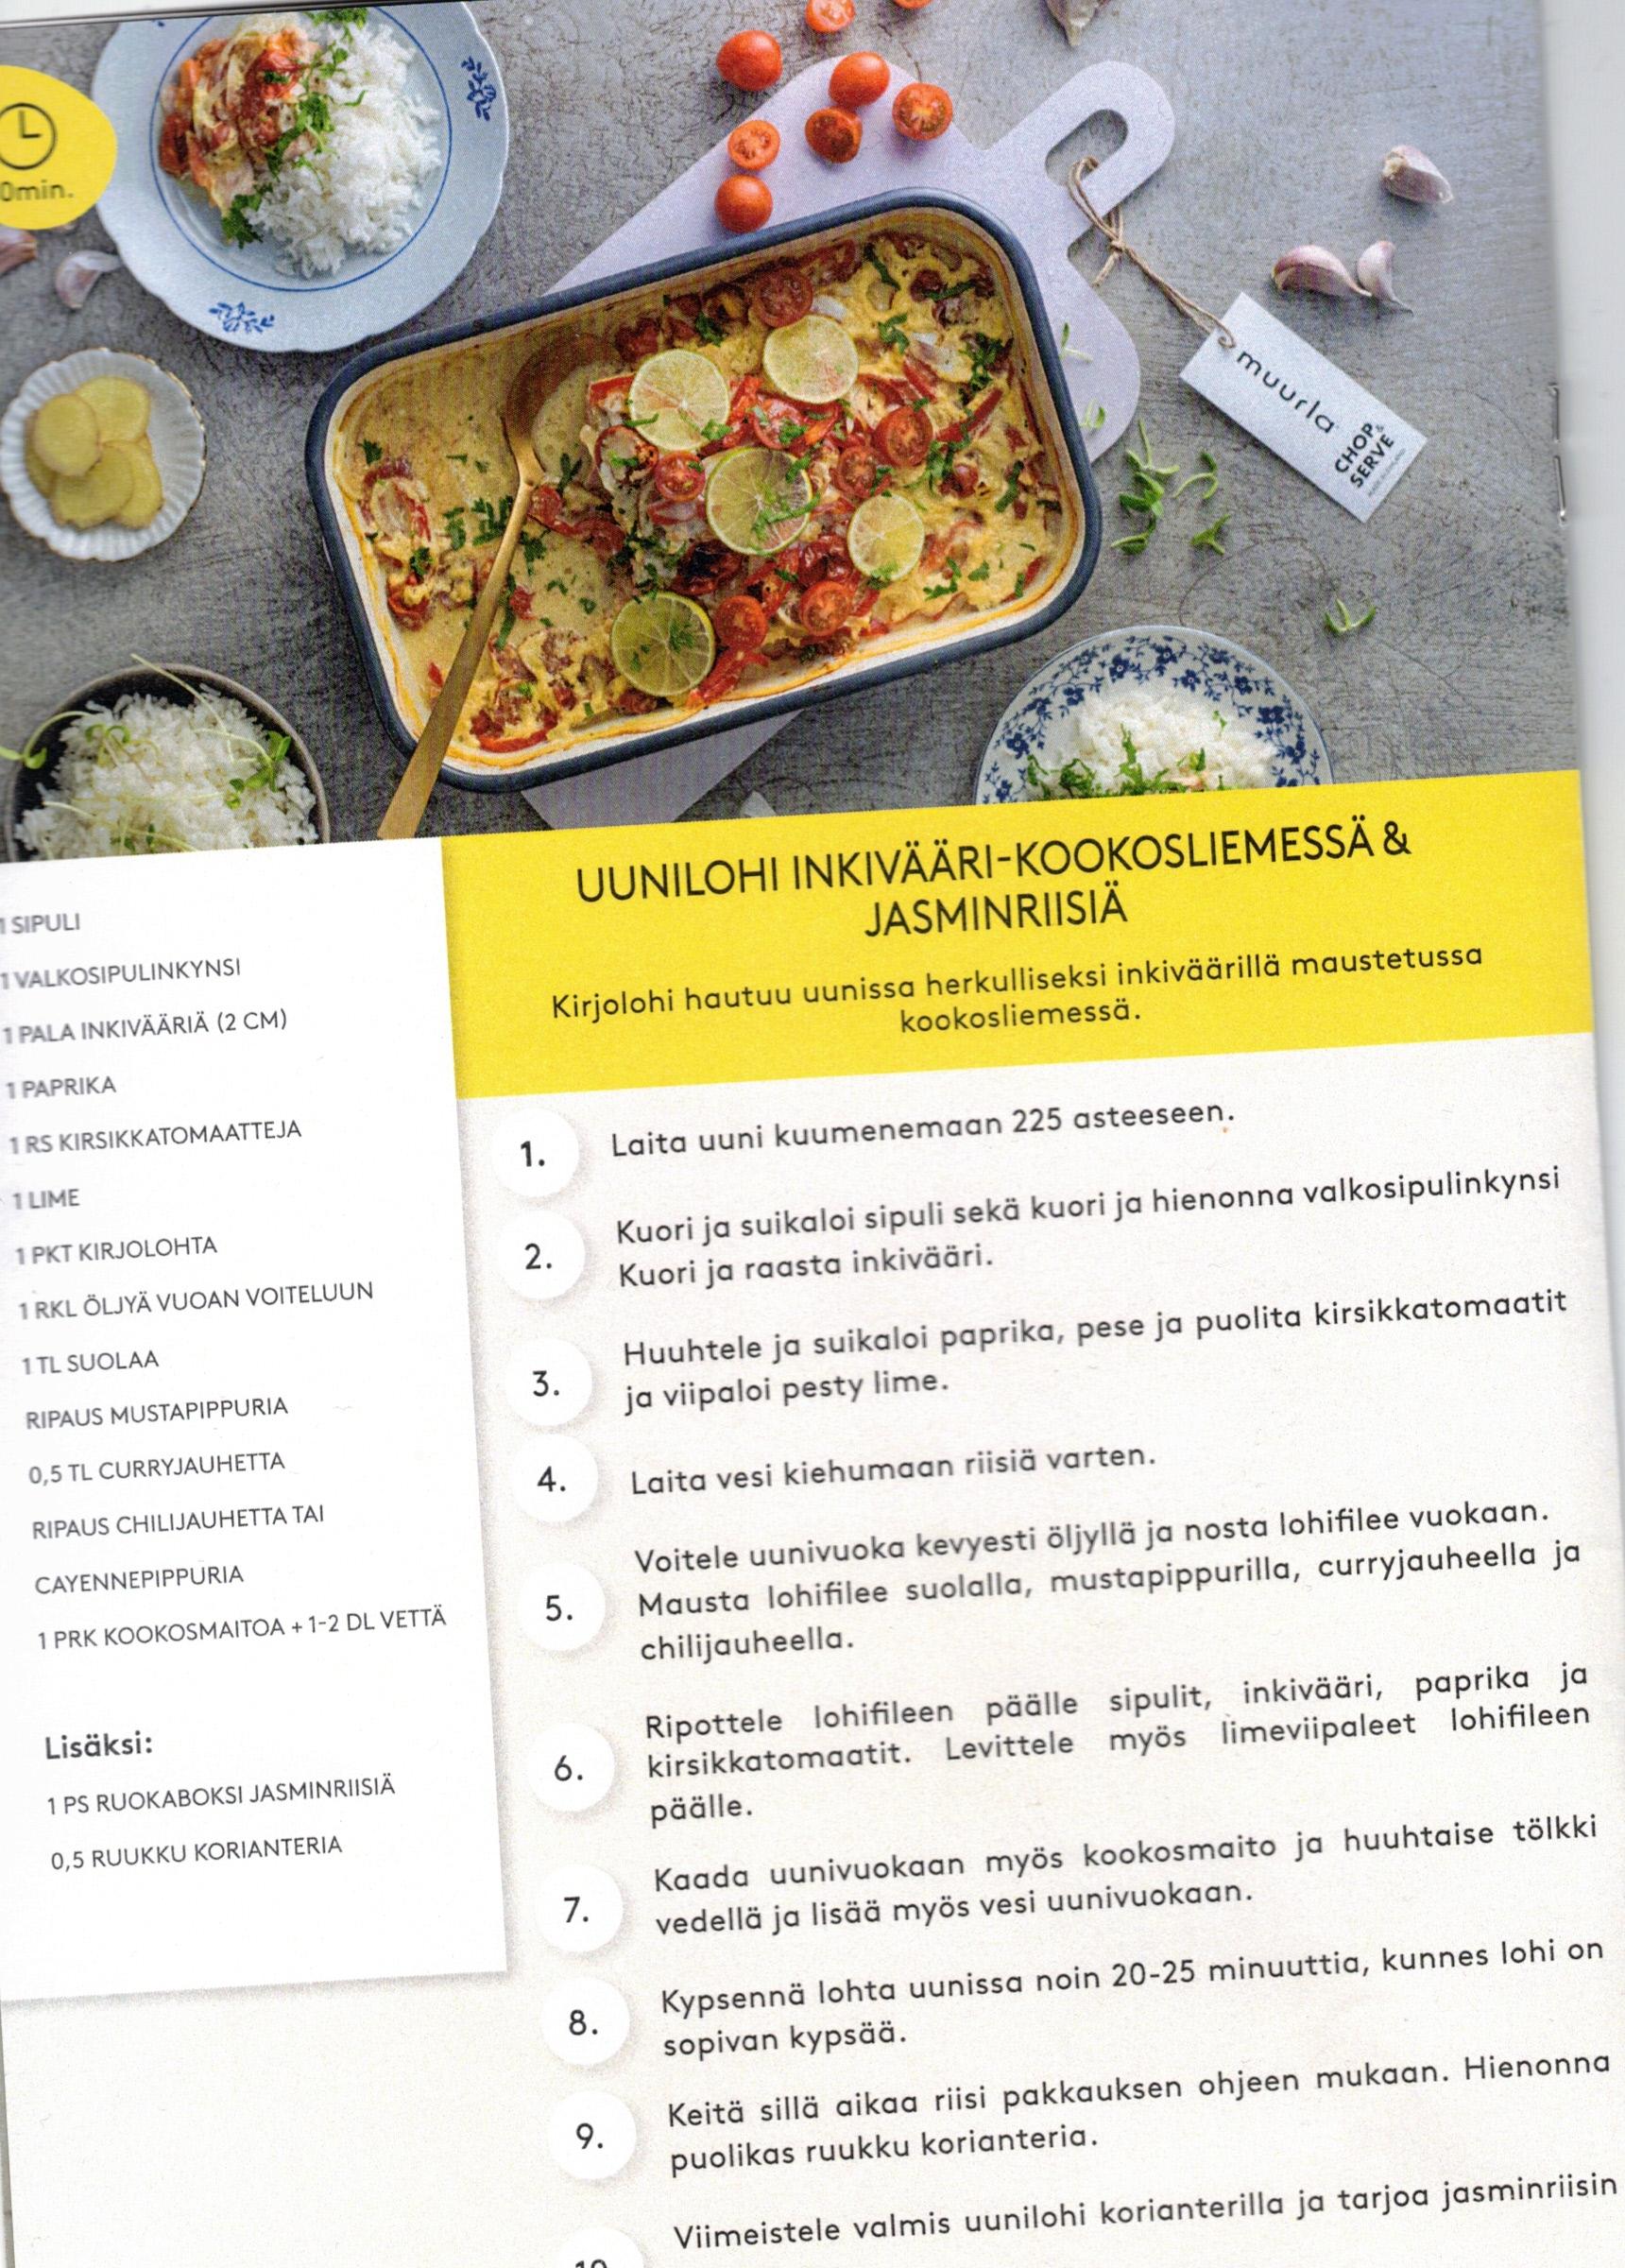 0min.
muurla
CHOP &
SERVE
1 SIPULI
1 VALKOSIPULINKYNSI
1 PALA INKIVÄÄRIÄ (2 CM)
1 PAPRIKA
1 RS KIRSIKKATOMAATTEJA
1 LIME
1 PKT KIRJOLOHTA
1 RKL ÖLJYÄ VUOAN VOITELUUN
1 TL SUOLAA
RIPAUS MUSTAPIPPURIA
0,5 TL CURRYJAUHETTA
RIPAUS CHILIJAUHETTA TAI
CAYENNEPIPPURIA
1 PRK KOOKOSMAITOA + 1-2 DL VETTÄ
Lisäksi:
1 PS RUOKABOKSI JASMINRIISIÄ
0,5 RUUKKU KORIANTERIA
UUNILOHI INKIVÄÄRI-KOOKOSLIEMESSÄ &
JASMINRIISIÄ
Kirjolohi hautuu uunissa herkulliseksi inkiväärillä maustetussa
kookosliemessä.
1. Laita uuni kuumenemaan 225 asteeseen.
2. Kuori ja suikaloi sipuli sekä kuori ja hienonna valkosipulinkynsi
Kuori ja raasta inkivääri.
3. Huuhtele ja suikaloi paprika, pese ja puolita kirsikkatomaatit
ja viipaloi pesty lime.
4. Laita vesi kiehumaan riisiä varten.
5. Voitele uunivuoka kevyesti öljyllä ja nosta lohifilee vuokaan.
Mausta lohifilee suolalla, mustapippurilla, curryjauheella ja
chilijauheella.
6. Ripottele lohifileen päälle sipulit, inkivääri, paprika ja
kirsikkatomaatit. Levittele myös limeviipaleet lohifileen
päälle.
7. Kaada uunivuokaan myös kookosmaito ja huuhtaise tölkki
vedellä ja lisää myös vesi uunivuokaan.
8. Kypsennä lohta uunissa noin 20-25 minuuttia, kunnes lohi on
sopivan kypsää.
9. Keitä sillä aikaa riisi pakkauksen ohjeen mukaan. Hienonna
puolikas ruukku korianteria.
10 Viimeistele valmis uunilohi korianterilla ja tarjoa jasminriisin